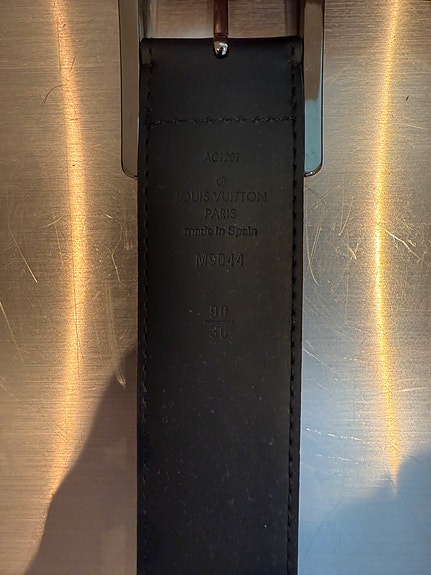 AC1201
©
LOUIS VUITTON
PARIS
made in Spain
M9044
90
36